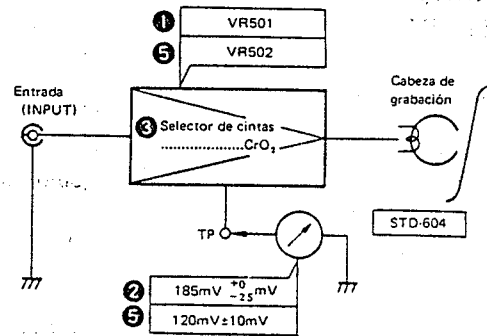 ❶ VR501
❺ VR502
Entrada
(INPUT)
Cabeza de
grabación
❸ Selector de cintas
.....................CrO₂
TP
STD-604
❷ 185mV +0 −25 mV
❺ 120mV±10mV